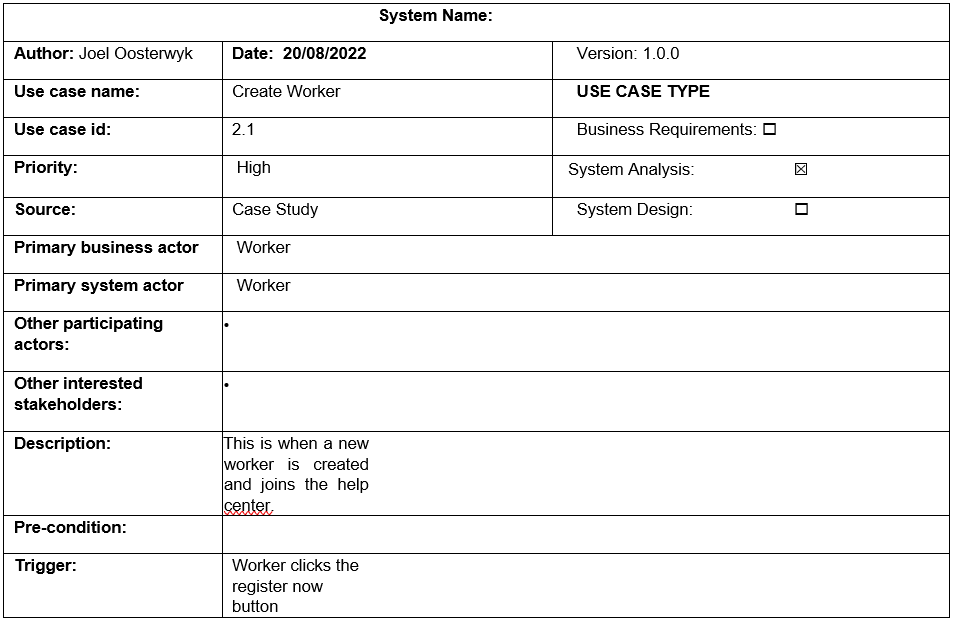 System Name:
Author: Joel Oosterwyk Date: 20/08/2022 Version: 1.0.0
Use case name: Create Worker USE CASE TYPE
Use case id: 2.1 Business Requirements: ☐
Priority: High System Analysis: ☒
Source: Case Study System Design: ☐
Primary business actor Worker
Primary system actor Worker
Other participating
actors:
•
Other interested
stakeholders:
•
Description:
This is when a new
worker is created
and joins the help
center.
Pre-condition:
Trigger:
Worker clicks the
register now
button